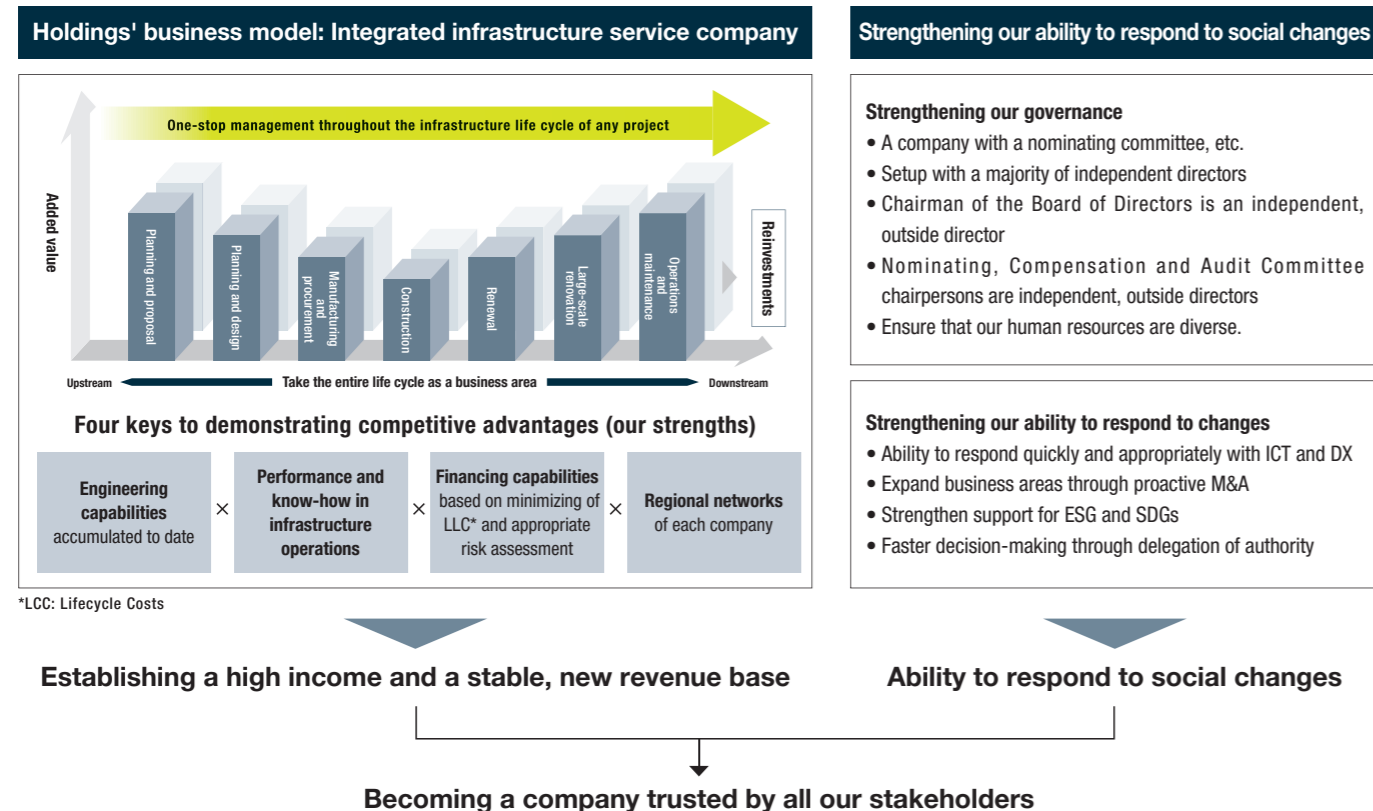 Holdings' business model: Integrated infrastructure service company
One-stop management throughout the infrastructure life cycle of any project
Added value
Planning and proposal
Planning and design
Manufacturing
and
procurement
Construction
Renewal
Large-scale
renovation
Operations
and
maintenance
Reinvestments
Upstream
Take the entire life cycle as a business area
Downstream
Four keys to demonstrating competitive advantages (our strengths)
Engineering
capabilities
accumulated to date
×
Performance and
know-how in
infrastructure
operations
×
Financing capabilities
based on minimizing of
LLC* and appropriate
risk assessment
×
Regional networks
of each company
*LCC: Lifecycle Costs
Establishing a high income and a stable, new revenue base
Strengthening our ability to respond to social changes
Strengthening our governance
• A company with a nominating committee, etc.
• Setup with a majority of independent directors
• Chairman of the Board of Directors is an independent,
outside director
• Nominating, Compensation and Audit Committee
chairpersons are independent, outside directors
• Ensure that our human resources are diverse.
Strengthening our ability to respond to changes
• Ability to respond quickly and appropriately with ICT and DX
• Expand business areas through proactive M&A
• Strengthen support for ESG and SDGs
• Faster decision-making through delegation of authority
Ability to respond to social changes
Becoming a company trusted by all our stakeholders